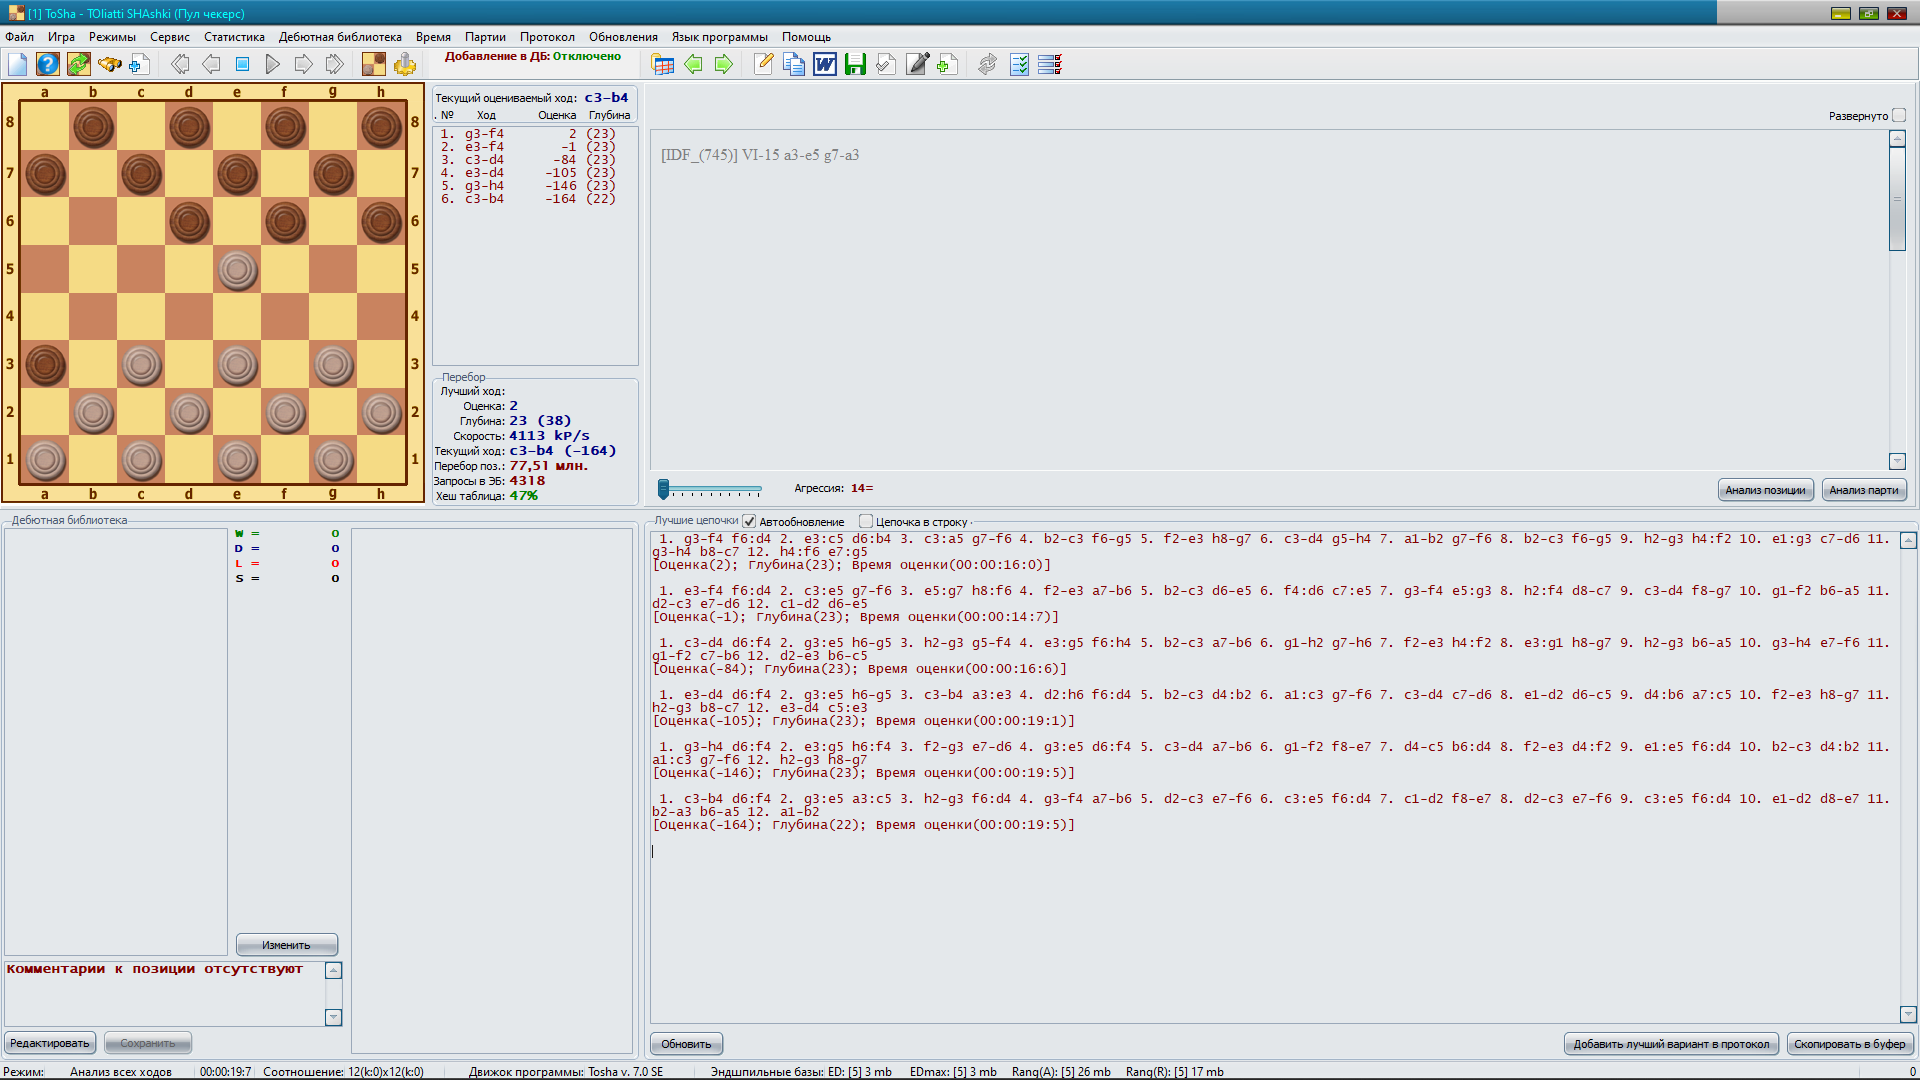 [1] ToSha - TOliatti SHAshki (Пул чекерс)
Файл Игра Режимы Сервис Статистика Дебютная библиотека Время Партии Протокол Обновления Язык программы Помощь
Добавление в ДБ: Отключено
a b c d e f g h
8 8
7 7
6 6
5 5
4 4
3 3
2 2
1 1
a b c d e f g h
Текущий оцениваемый ход: c3-b4
. № Ход Оценка Глубина
1. g3-f4 2 (23)
2. e3-f4 -1 (23)
3. c3-d4 -84 (23)
4. e3-d4 -105 (23)
5. g3-h4 -146 (23)
6. c3-b4 -164 (22)
Перебор
Лучший ход:
Оценка: 2
Глубина: 23 (38)
Скорость: 4113 kP/s
Текущий ход: c3-b4 (-164)
Перебор поз.: 77,51 млн.
Запросы в ЭБ: 4318
Хеш таблица: 47%
Развернуто
[IDF_(745)] VI-15 a3-e5 g7-a3
Агрессия: 14=
Анализ позиции Анализ парти
Дебютная библиотека
W = 0
D = 0
L = 0
S = 0
Изменить
Комментарии к позиции отсутствуют
Редактировать Сохранить
Лучшие цепочки Автообновление Цепочка в строку
1. g3-f4 f6:d4 2. e3:c5 d6:b4 3. c3:a5 g7-f6 4. b2-c3 f6-g5 5. f2-e3 h8-g7 6. c3-d4 g5-h4 7. a1-b2 g7-f6 8. b2-c3 f6-g5 9. h2-g3 h4:f2 10. e1:g3 c7-d6 11.
g3-h4 b8-c7 12. h4:f6 e7:g5
[Оценка(2); Глубина(23); Время оценки(00:00:16:0)]
1. e3-f4 f6:d4 2. c3:e5 g7-f6 3. e5:g7 h8:f6 4. f2-e3 a7-b6 5. b2-c3 d6-e5 6. f4:d6 c7:e5 7. g3-f4 e5:g3 8. h2:f4 d8-c7 9. c3-d4 f8-g7 10. g1-f2 b6-a5 11.
d2-c3 e7-d6 12. c1-d2 d6-e5
[Оценка(-1); Глубина(23); Время оценки(00:00:14:7)]
1. c3-d4 d6:f4 2. g3:e5 h6-g5 3. h2-g3 g5-f4 4. e3:g5 f6:h4 5. b2-c3 a7-b6 6. g1-h2 g7-h6 7. f2-e3 h4:f2 8. e3:g1 h8-g7 9. h2-g3 b6-a5 10. g3-h4 e7-f6 11.
g1-f2 c7-b6 12. d2-e3 b6-c5
[Оценка(-84); Глубина(23); Время оценки(00:00:16:6)]
1. e3-d4 d6:f4 2. g3:e5 h6-g5 3. c3-b4 a3:e3 4. d2:h6 f6:d4 5. b2-c3 d4:b2 6. a1:c3 g7-f6 7. c3-d4 c7-d6 8. e1-d2 d6-c5 9. d4:b6 a7:c5 10. f2-e3 h8-g7 11.
h2-g3 b8-c7 12. e3-d4 c5:e3
[Оценка(-105); Глубина(23); Время оценки(00:00:19:1)]
1. g3-h4 d6:f4 2. e3:g5 h6:f4 3. f2-g3 e7-d6 4. g3:e5 d6:f4 5. c3-d4 a7-b6 6. g1-f2 f8-e7 7. d4-c5 b6:d4 8. f2-e3 d4:f2 9. e1:e5 f6:d4 10. b2-c3 d4:b2 11.
a1:c3 g7-f6 12. h2-g3 h8-g7
[Оценка(-146); Глубина(23); Время оценки(00:00:19:5)]
1. c3-b4 d6:f4 2. g3:e5 a3:c5 3. h2-g3 f6:d4 4. g3-f4 a7-b6 5. d2-c3 e7-f6 6. c3:e5 f6:d4 7. c1-d2 f8-e7 8. d2-c3 e7-f6 9. c3:e5 f6:d4 10. e1-d2 d8-e7 11.
b2-a3 b6-a5 12. a1-b2
[Оценка(-164); Глубина(22); Время оценки(00:00:19:5)]
Обновить Добавить лучший вариант в протокол Скопировать в буфер
Режим: Анализ всех ходов 00:00:19:7 Соотношение: 12(k:0)x12(k:0) Движок программы: Tosha v. 7.0 SE Эндшпильные базы: ED: [5] 3 mb EDmax: [5] 3 mb Rang(A): [5] 26 mb Rang(R): [5] 17 mb 0